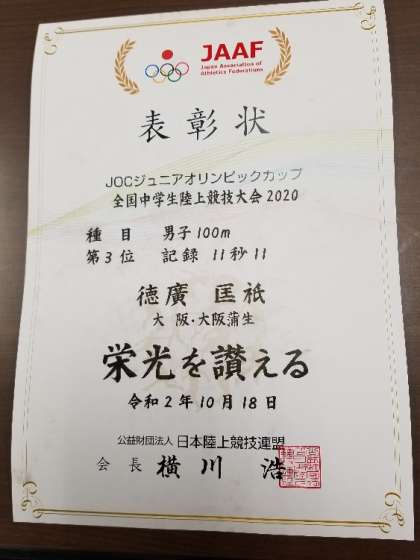 JAAF
Japan Association of
Athletics Federations
表彰状
JOCジュニアオリンピックカップ
全国中学生陸上競技大会2020
種目 男子100m
第3位 記録 11秒11
徳廣 匡祇
大阪・大阪蒲生
栄光を讃える
令和2年10月18日
公益財団法人 日本陸上競技連盟
会長 横川 浩